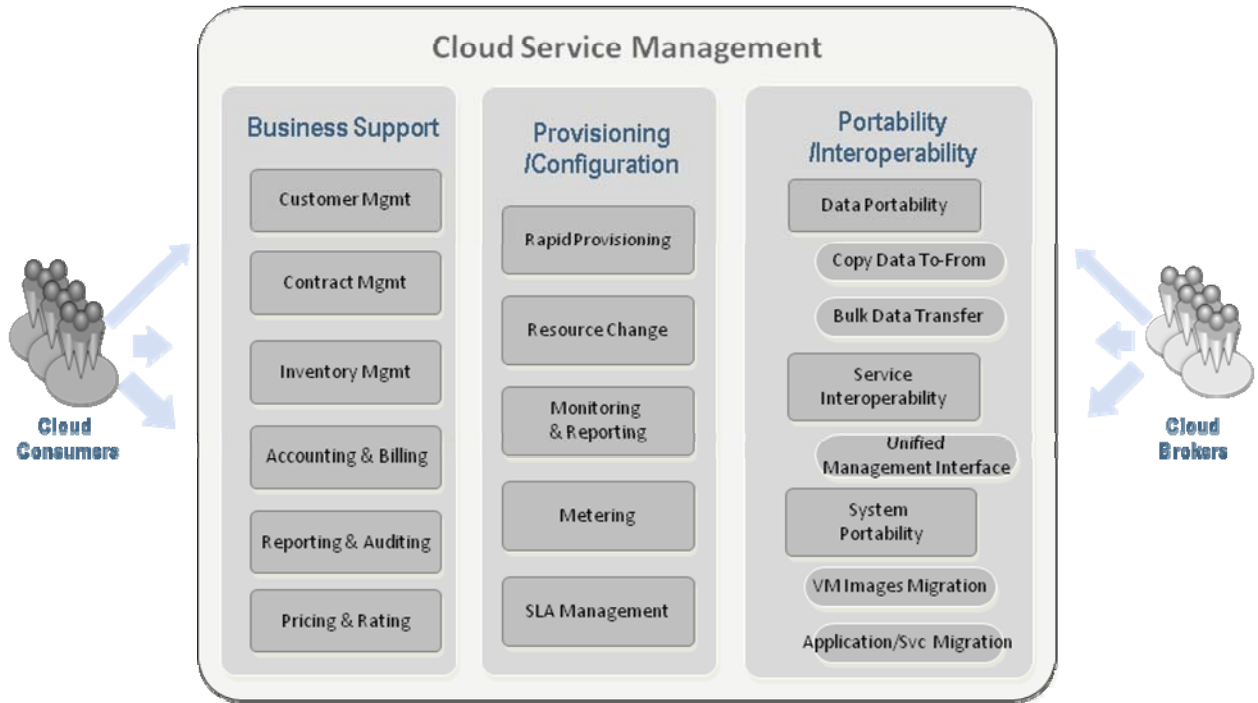 Cloud Service Management
Business Support
Customer Mgmt
Contract Mgmt
Inventory Mgmt
Accounting & Billing
Reporting & Auditing
Pricing & Rating
Provisioning
/Configuration
Rapid Provisioning
Resource Change
Monitoring
& Reporting
Metering
SLA Management
Portability
/Interoperability
Data Portability
Copy Data To-From
Bulk Data Transfer
Service
Interoperability
Unified
Management Interface
System
Portability
VM Images Migration
Application/Svc Migration
Cloud
Consumers
Cloud
Brokers